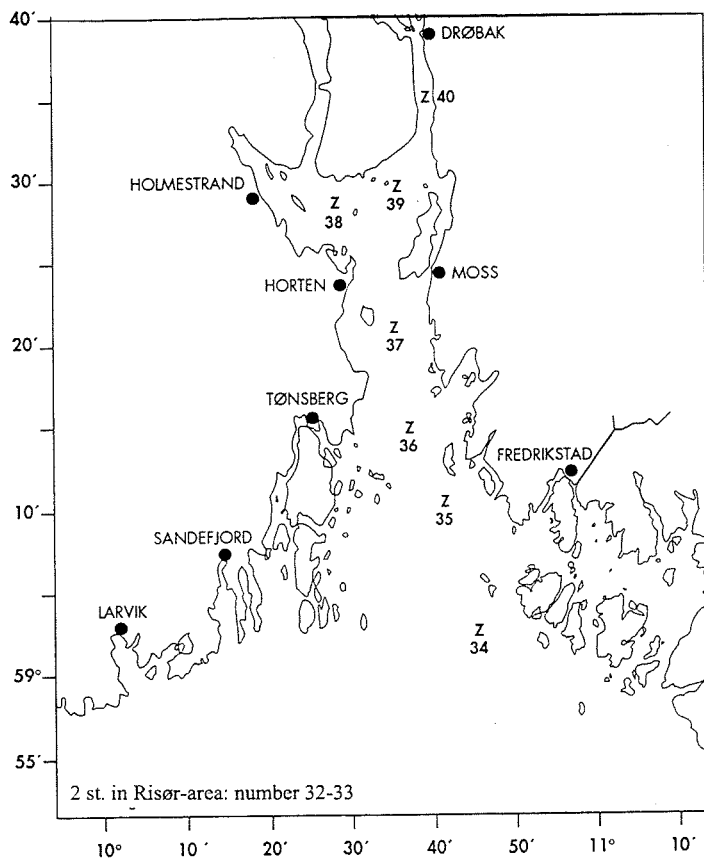 40´
DRØBAK
Z 40
30´
HOLMESTRAND
Z
38
Z
39
HORTEN
MOSS
20´
Z
37
TØNSBERG
Z
36
FREDRIKSTAD
10´
Z
35
SANDEFJORD
LARVIK
Z
34
59°
55´
2 st. in Risør-area: number 32-33
10° 10´ 20´ 30´ 40´ 50´ 11° 10´